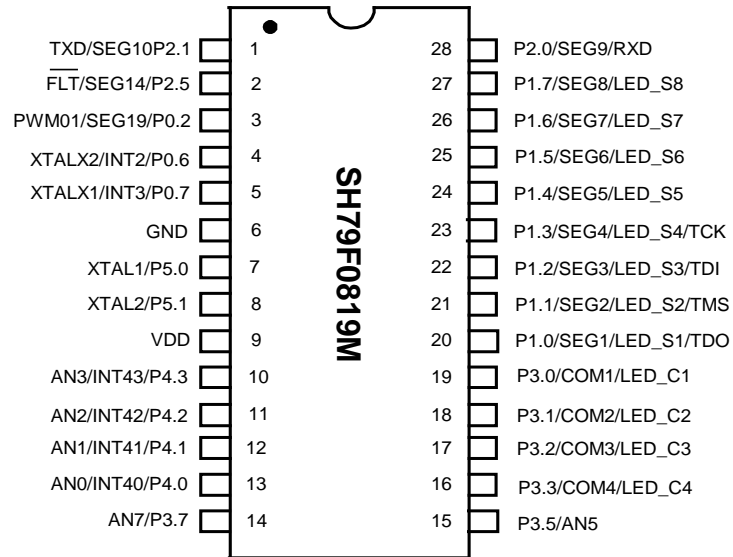 TXD/SEG10P2.1 1 28 P2.0/SEG9/RXD
FLT/SEG14/P2.5 2 27 P1.7/SEG8/LED_S8
PWM01/SEG19/P0.2 3 26 P1.6/SEG7/LED_S7
XTALX2/INT2/P0.6 4 25 P1.5/SEG6/LED_S6
XTALX1/INT3/P0.7 5 24 P1.4/SEG5/LED_S5
GND 6 23 P1.3/SEG4/LED_S4/TCK
XTAL1/P5.0 7 22 P1.2/SEG3/LED_S3/TDI
XTAL2/P5.1 8 21 P1.1/SEG2/LED_S2/TMS
VDD 9 20 P1.0/SEG1/LED_S1/TDO
AN3/INT43/P4.3 10 19 P3.0/COM1/LED_C1
AN2/INT42/P4.2 11 18 P3.1/COM2/LED_C2
AN1/INT41/P4.1 12 17 P3.2/COM3/LED_C3
AN0/INT40/P4.0 13 16 P3.3/COM4/LED_C4
AN7/P3.7 14 15 P3.5/AN5
SH79F0819M